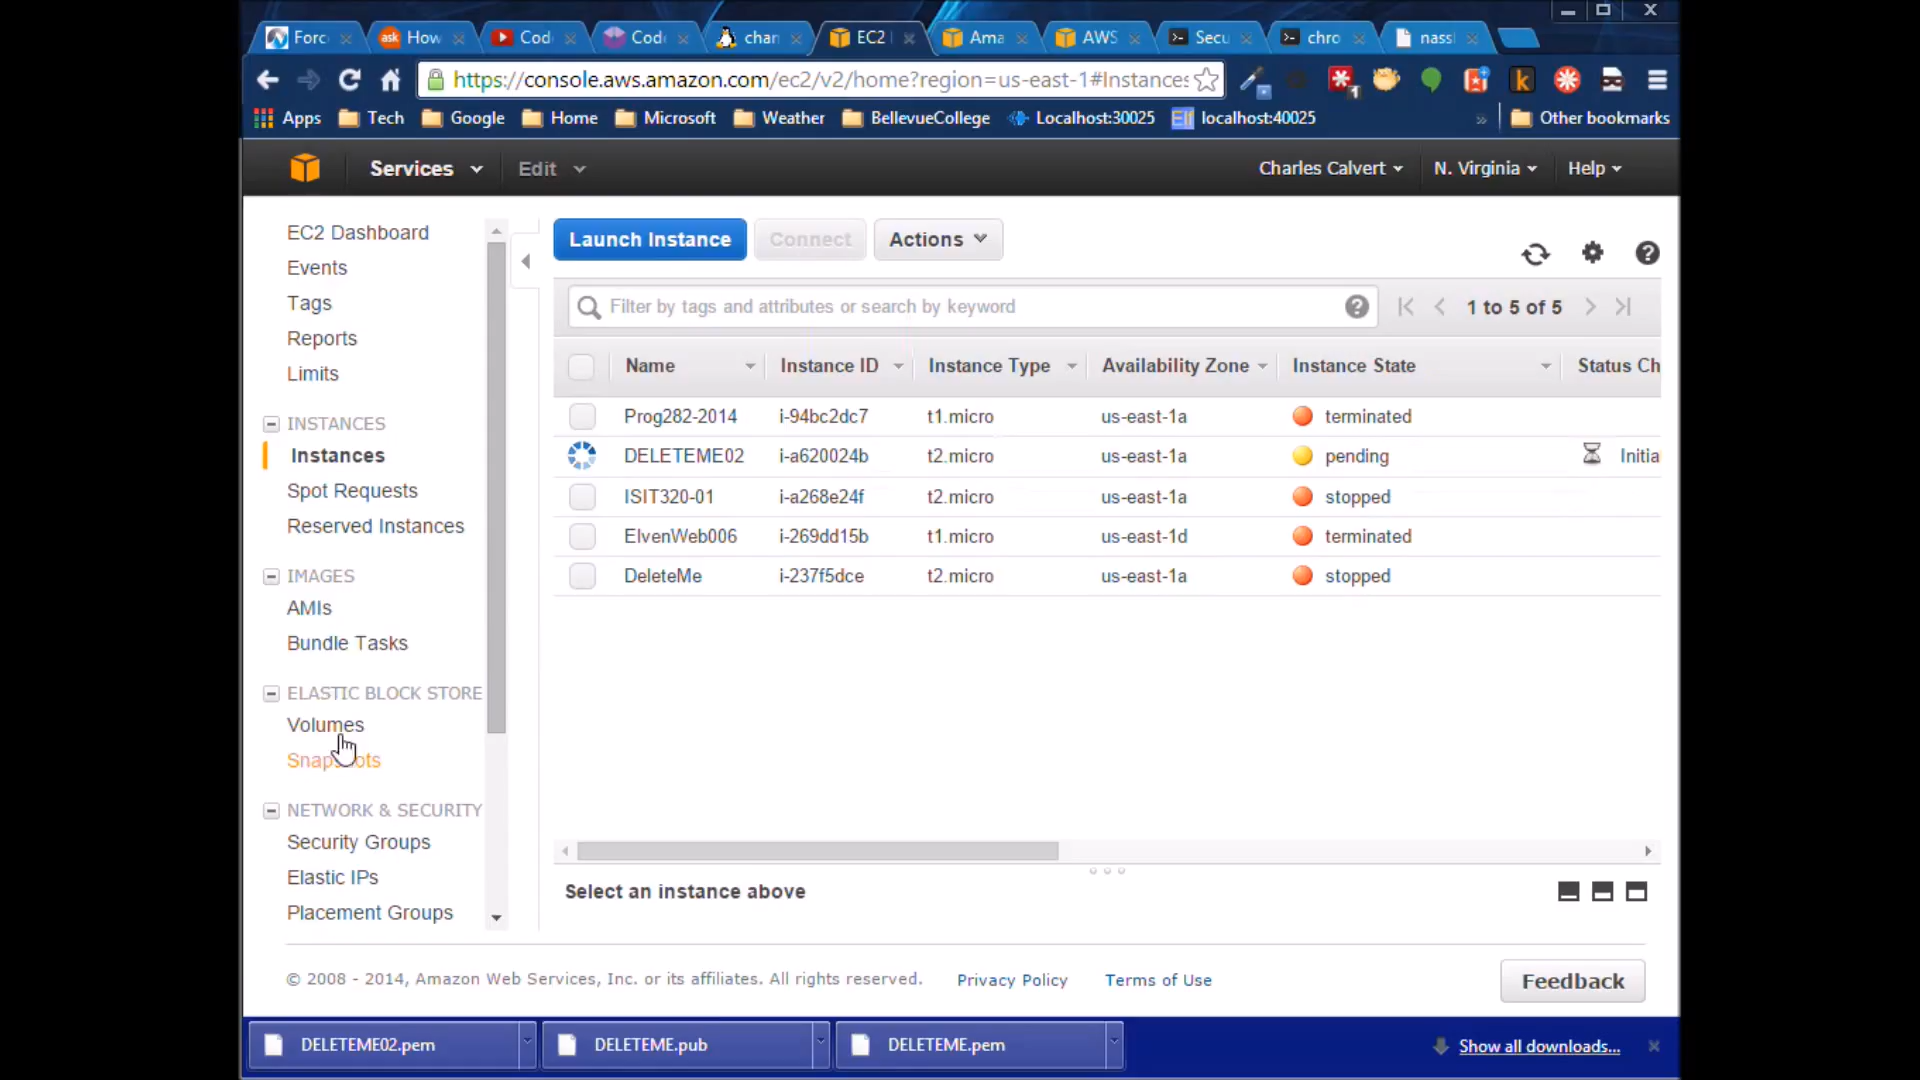 Forc How Code Code chan EC2 Ama AWS Secu chro nassl
https://console.aws.amazon.com/ec2/v2/home?region=us-east-1#Instances
Apps Tech Google Home Microsoft Weather BellevueCollege Localhost:30025 localhost:40025 » Other bookmarks
Services Edit Charles Calvert N. Virginia Help
EC2 Dashboard
Events
Tags
Reports
Limits
INSTANCES
Instances
Spot Requests
Reserved Instances
IMAGES
AMIs
Bundle Tasks
ELASTIC BLOCK STORE
Volumes
Snapshots
NETWORK & SECURITY
Security Groups
Elastic IPs
Placement Groups
Launch Instance Connect Actions
Filter by tags and attributes or search by keyword 1 to 5 of 5
Name Instance ID Instance Type Availability Zone Instance State Status Ch
Prog282-2014 i-94bc2dc7 t1.micro us-east-1a terminated
DELETEME02 i-a620024b t2.micro us-east-1a pending Initia
ISIT320-01 i-a268e24f t2.micro us-east-1a stopped
ElvenWeb006 i-269dd15b t1.micro us-east-1d terminated
DeleteMe i-237f5dce t2.micro us-east-1a stopped
Select an instance above
© 2008 - 2014, Amazon Web Services, Inc. or its affiliates. All rights reserved. Privacy Policy Terms of Use Feedback
DELETEME02.pem DELETEME.pub DELETEME.pem Show all downloads...